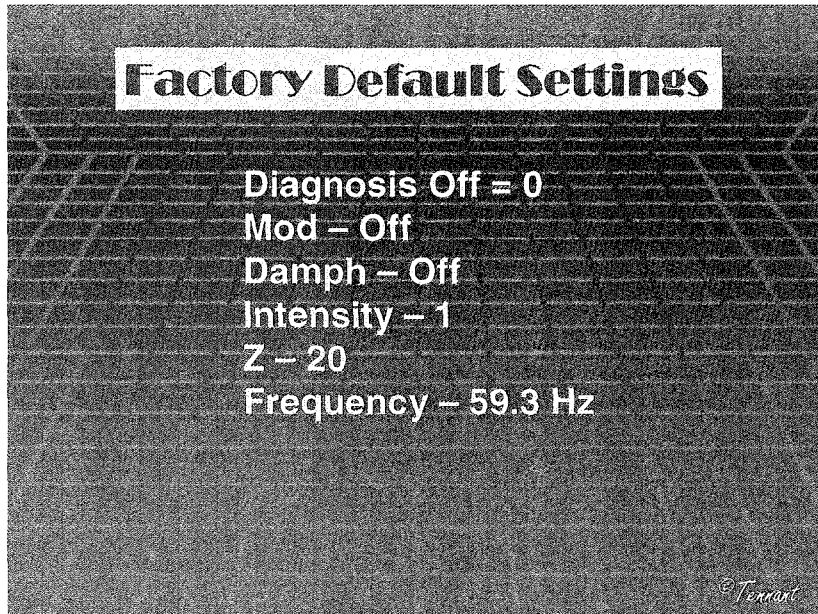 Factory Default Settings
Diagnosis Off = 0
Mod – Off
Damph – Off
Intensity – 1
Z – 20
Frequency – 59.3 Hz
© Tennant